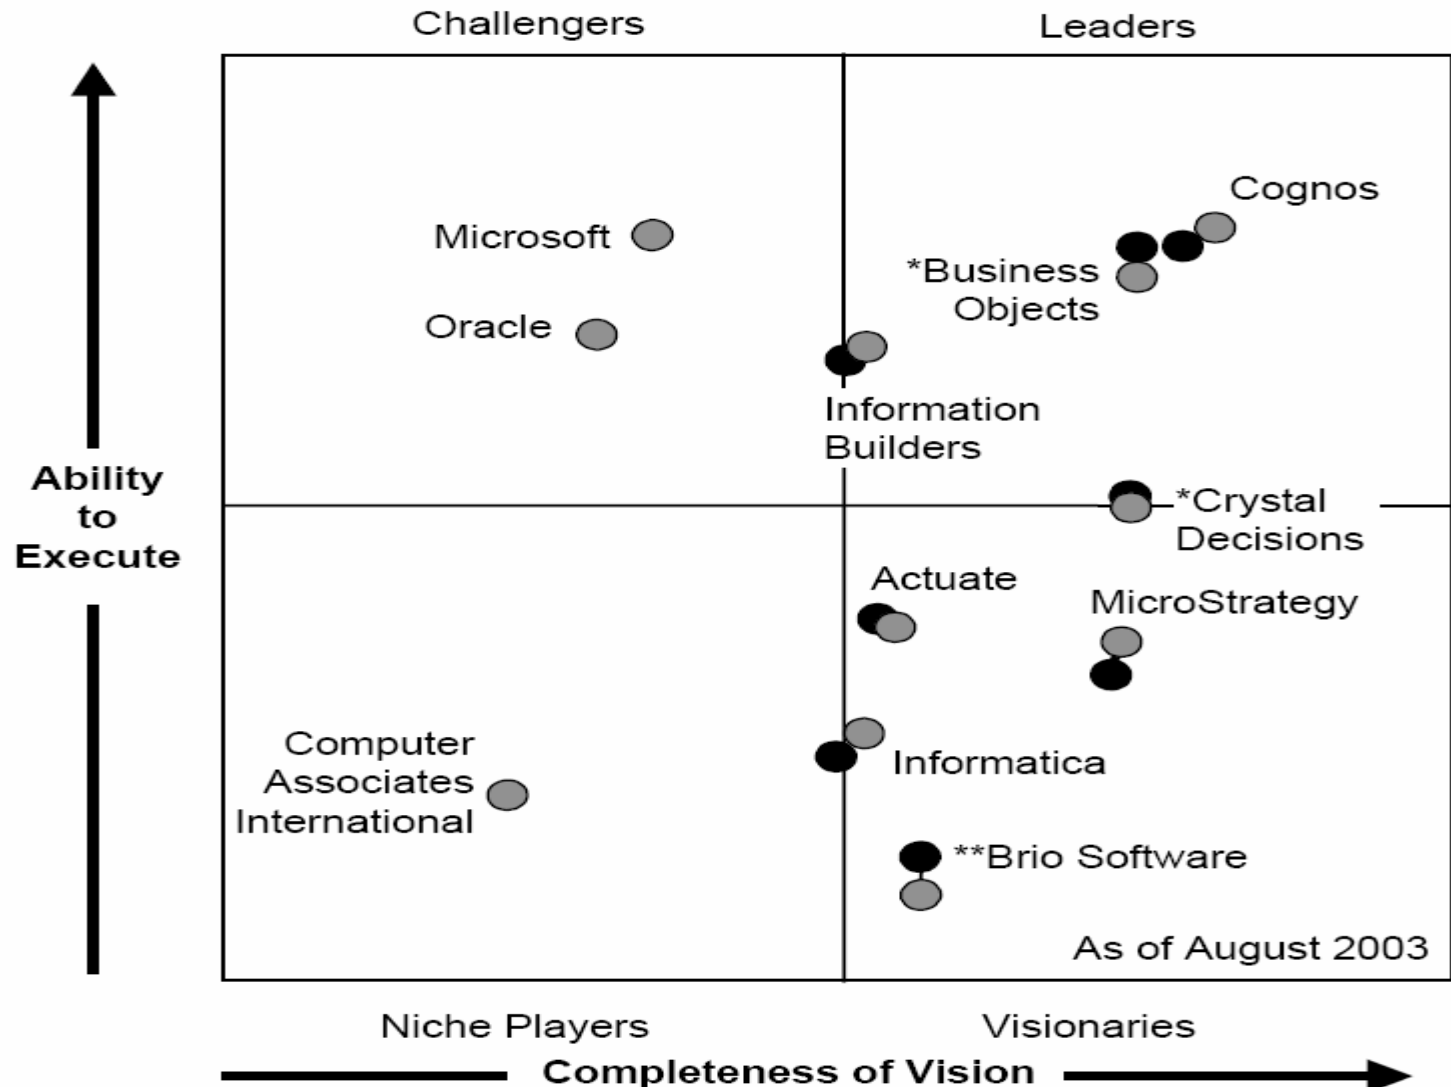 Challengers
Leaders
Cognos
Microsoft
*Business
Objects
Oracle
Information
Builders
Ability
to
Execute
*Crystal
Decisions
Actuate
MicroStrategy
Computer
Associates
International
Informatica
**Brio Software
As of August 2003
Niche Players
Visionaries
Completeness of Vision